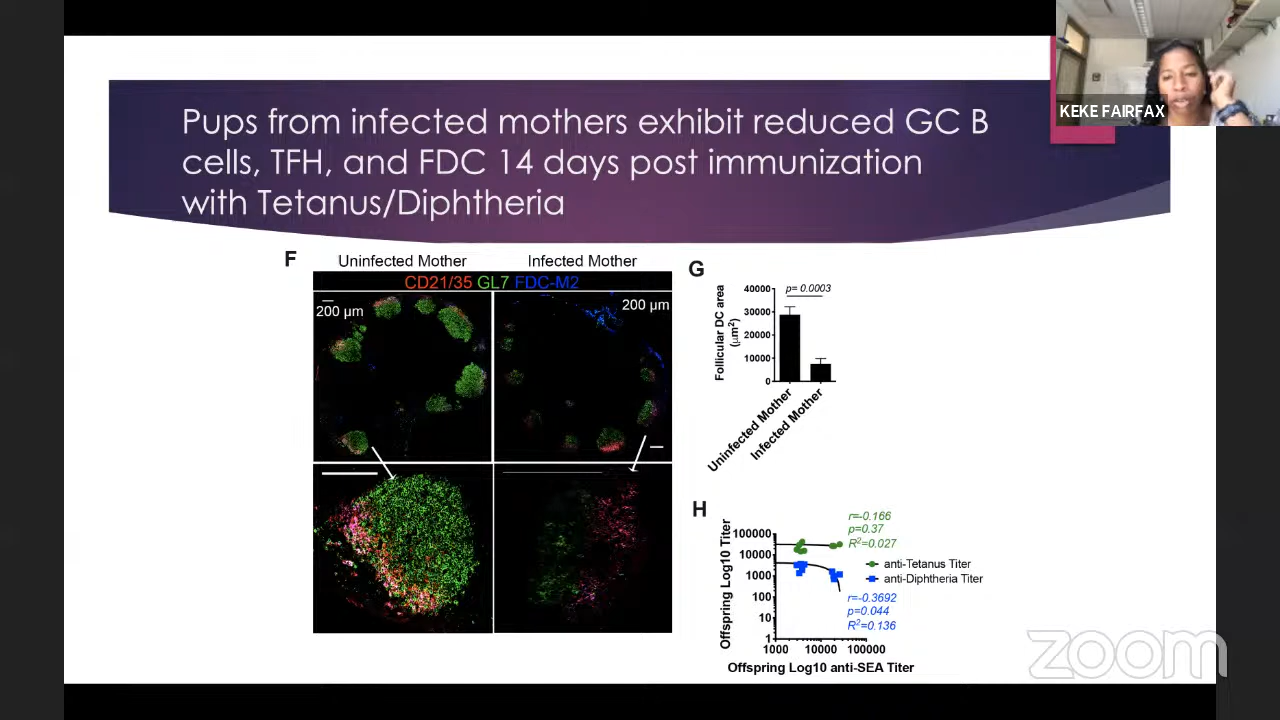 KEKE FAIRFAX
Pups from infected mothers exhibit reduced GC B
cells, TFH, and FDC 14 days post immunization
with Tetanus/Diphtheria
F
Uninfected Mother
Infected Mother
CD21/35 GL7 FDC-M2
200 µm
200 µm
G
p= 0.0003
Follicular DC area
(µm²)
40000
30000
20000
10000
0
Uninfected Mother
Infected Mother
H
Offspring Log10 Titer
100000
10000
1000
100
10
1
1000
10000
100000
Offspring Log10 anti-SEA Titer
r=-0.166
p=0.37
R²=0.027
anti-Tetanus Titer
anti-Diphtheria Titer
r=-0.3692
p=0.044
R²=0.136
zoom